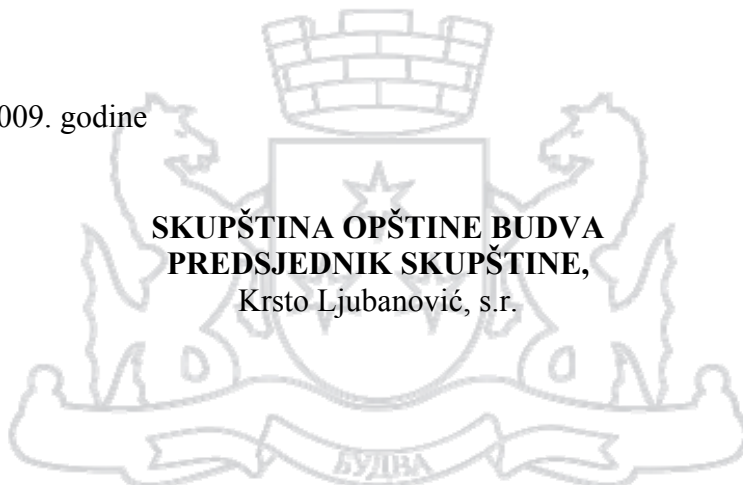 009. godine
SKUPŠTINA OPŠTINE BUDVA
PREDSJEDNIK SKUPŠTINE,
Krsto Ljubanović, s.r.
БУДВА